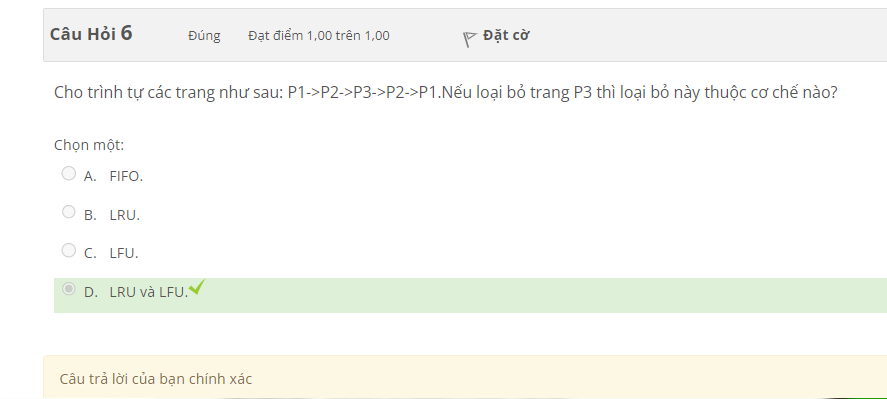 Câu Hỏi 6 Đúng Đạt điểm 1,00 trên 1,00 Đặt cờ
Cho trình tự các trang như sau: P1->P2->P3->P2->P1.Nếu loại bỏ trang P3 thì loại bỏ này thuộc cơ chế nào?
Chọn một:
A. FIFO.
B. LRU.
C. LFU.
D. LRU và LFU.
Câu trả lời của bạn chính xác